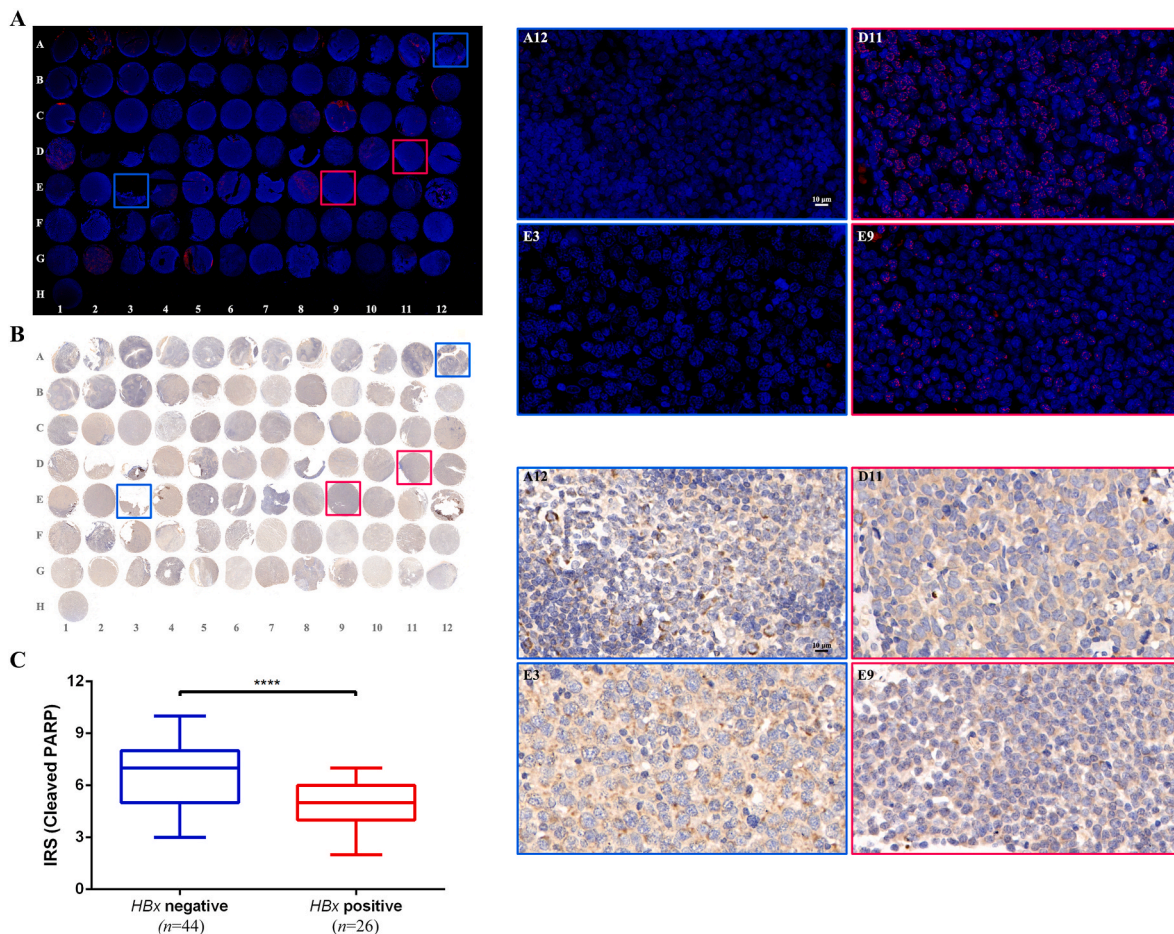 A
A
B
C
D
E
F
G
H
1 2 3 4 5 6 7 8 9 10 11 12
A12
10 μm
D11
E3
E9
B
A
B
C
D
E
F
G
H
1 2 3 4 5 6 7 8 9 10 11 12
A12
10 μm
D11
E3
E9
C
IRS (Cleaved PARP)
12
9
6
3
0
****
HBx negative
(n=44)
HBx positive
(n=26)